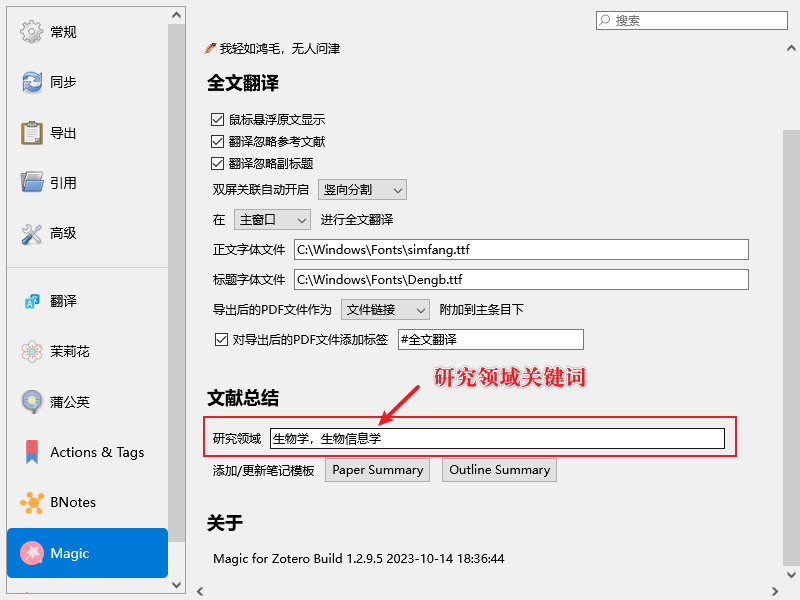 常规
同步
导出
引用
高级
翻译
茉莉花
蒲公英
Actions & Tags
BNotes
Magic
搜索
我轻如鸿毛，无人问津
全文翻译
鼠标悬浮原文显示
翻译忽略参考文献
翻译忽略副标题
双屏关联自动开启 竖向分割
在 主窗口 进行全文翻译
正文字体文件 C:\Windows\Fonts\simfang.ttf
标题字体文件 C:\Windows\Fonts\Dengb.ttf
导出后的PDF文件作为 文件链接 附加到主条目下
对导出后的PDF文件添加标签 #全文翻译
研究领域关键词
文献总结
研究领域 生物学，生物信息学
添加/更新笔记模板 Paper Summary Outline Summary
关于
Magic for Zotero Build 1.2.9.5 2023-10-14 18:36:44